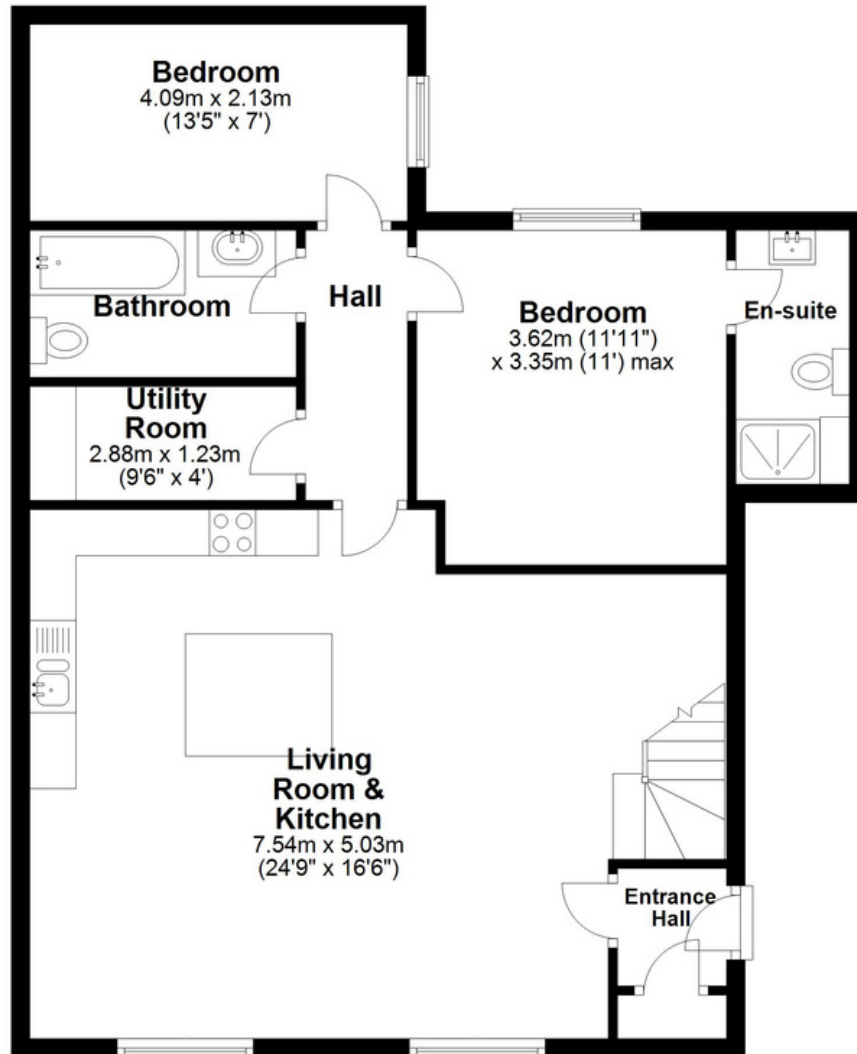 Bedroom
4.09m x 2.13m
(13'5" x 7')
Bathroom
Hall
Bedroom
3.62m (11'11")
x 3.35m (11') max
En-suite
Utility
Room
2.88m x 1.23m
(9'6" x 4')
Living
Room &
Kitchen
7.54m x 5.03m
(24'9" x 16'6")
Entrance
Hall